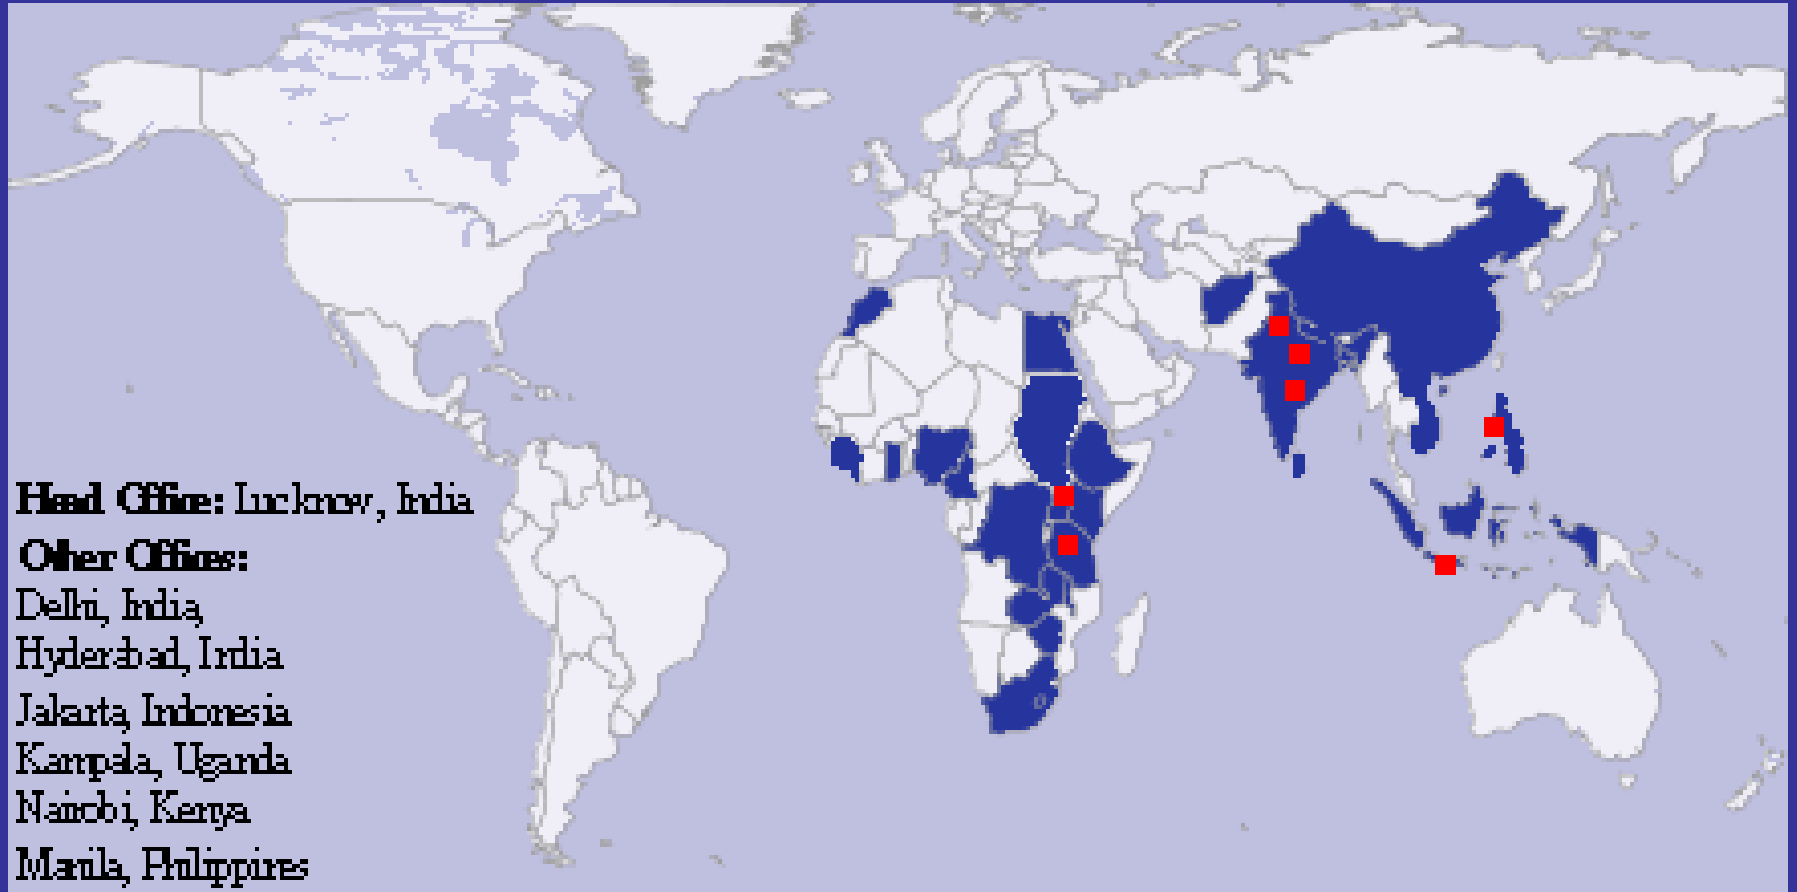 Head Office: Lucknow, India
Other Offices:
Delhi, India,
Hyderabad, India
Jakarta, Indonesia
Kampala, Uganda
Nairobi, Kenya
Manila, Philippines